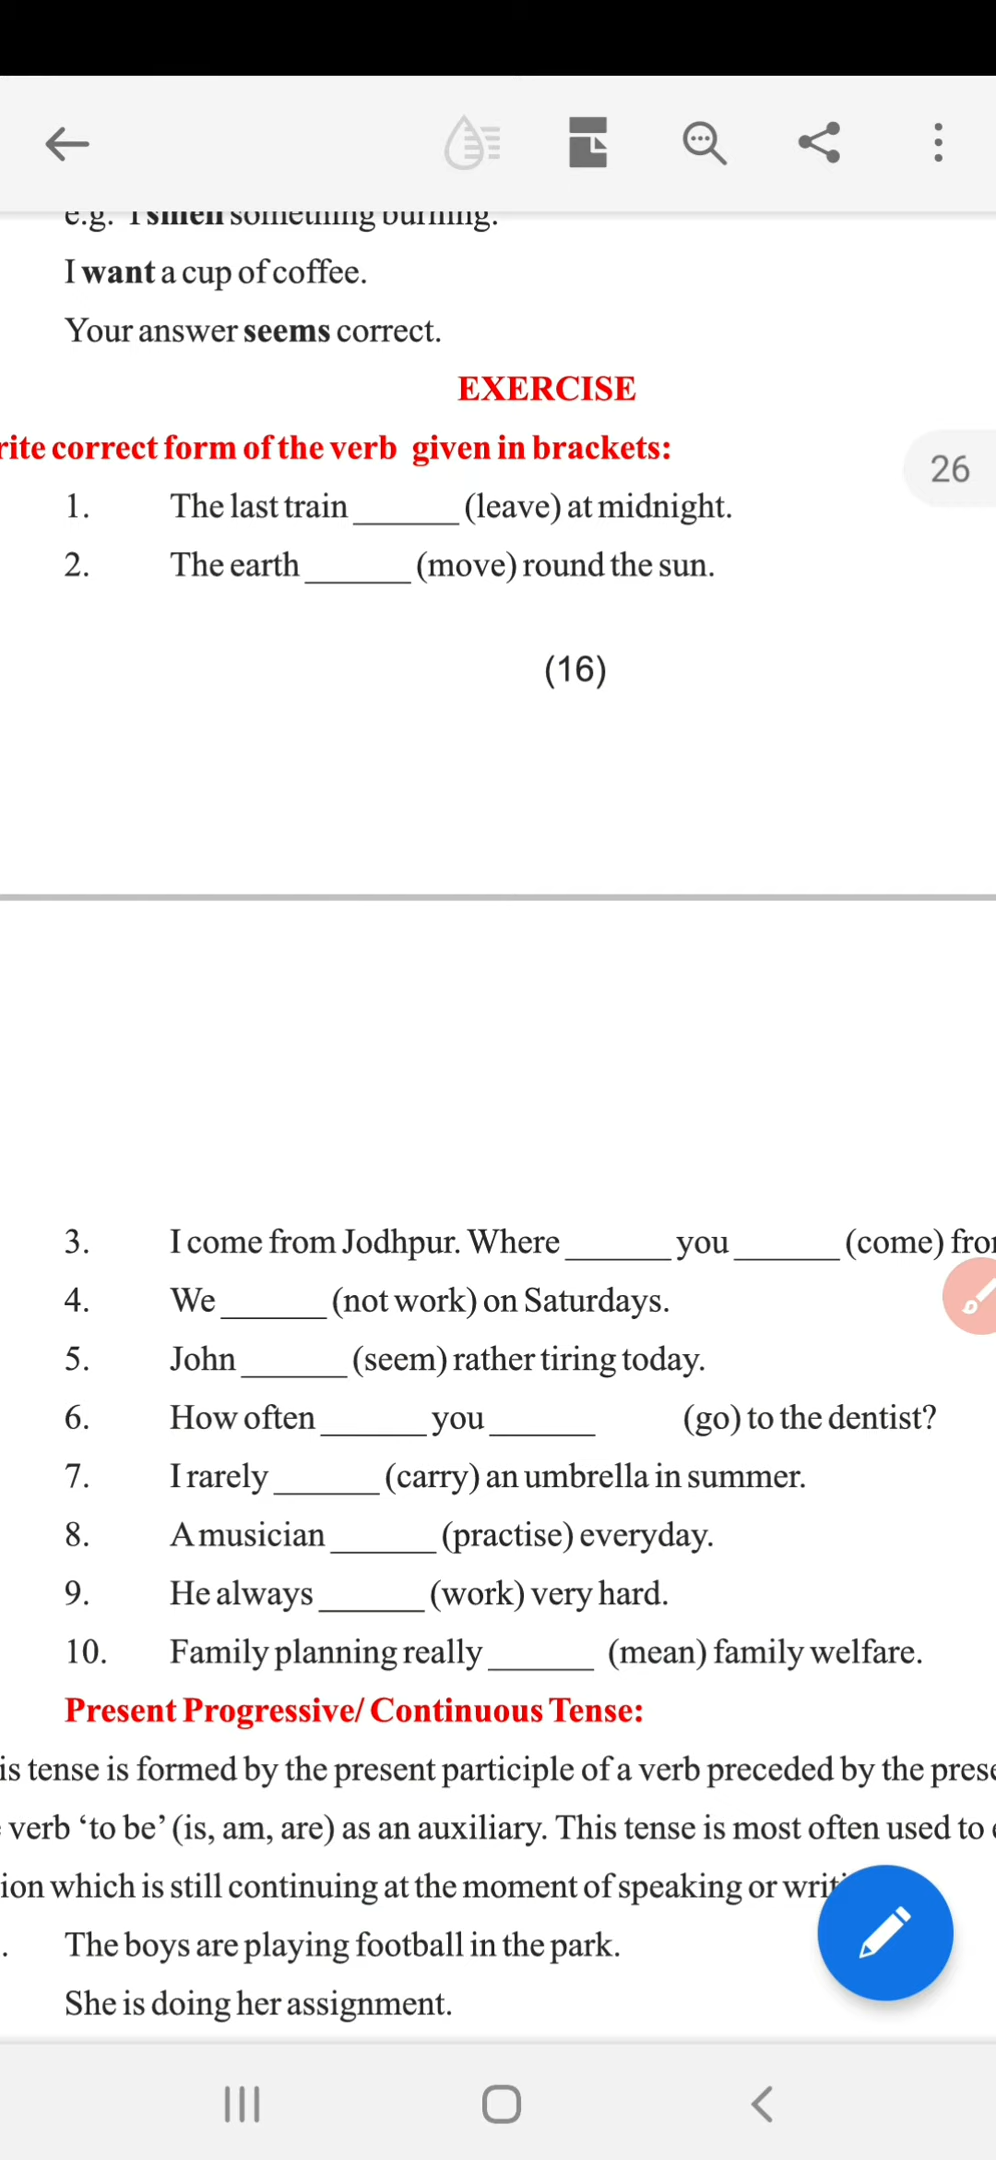 e.g. I smell something burning.
I want a cup of coffee.
Your answer seems correct.
EXERCISE
rite correct form of the verb given in brackets:
26
1. The last train ______ (leave) at midnight.
2. The earth ______ (move) round the sun.
(16)
3. I come from Jodhpur. Where ______ you ______ (come) fro
4. We ______ (not work) on Saturdays.
5. John ______ (seem) rather tiring today.
6. How often ______ you ______ (go) to the dentist?
7. I rarely ______ (carry) an umbrella in summer.
8. A musician ______ (practise) everyday.
9. He always ______ (work) very hard.
10. Family planning really ______ (mean) family welfare.
Present Progressive/ Continuous Tense:
is tense is formed by the present participle of a verb preceded by the prese
verb ‘to be’ (is, am, are) as an auxiliary. This tense is most often used to
ion which is still continuing at the moment of speaking or writi
. The boys are playing football in the park.
She is doing her assignment.